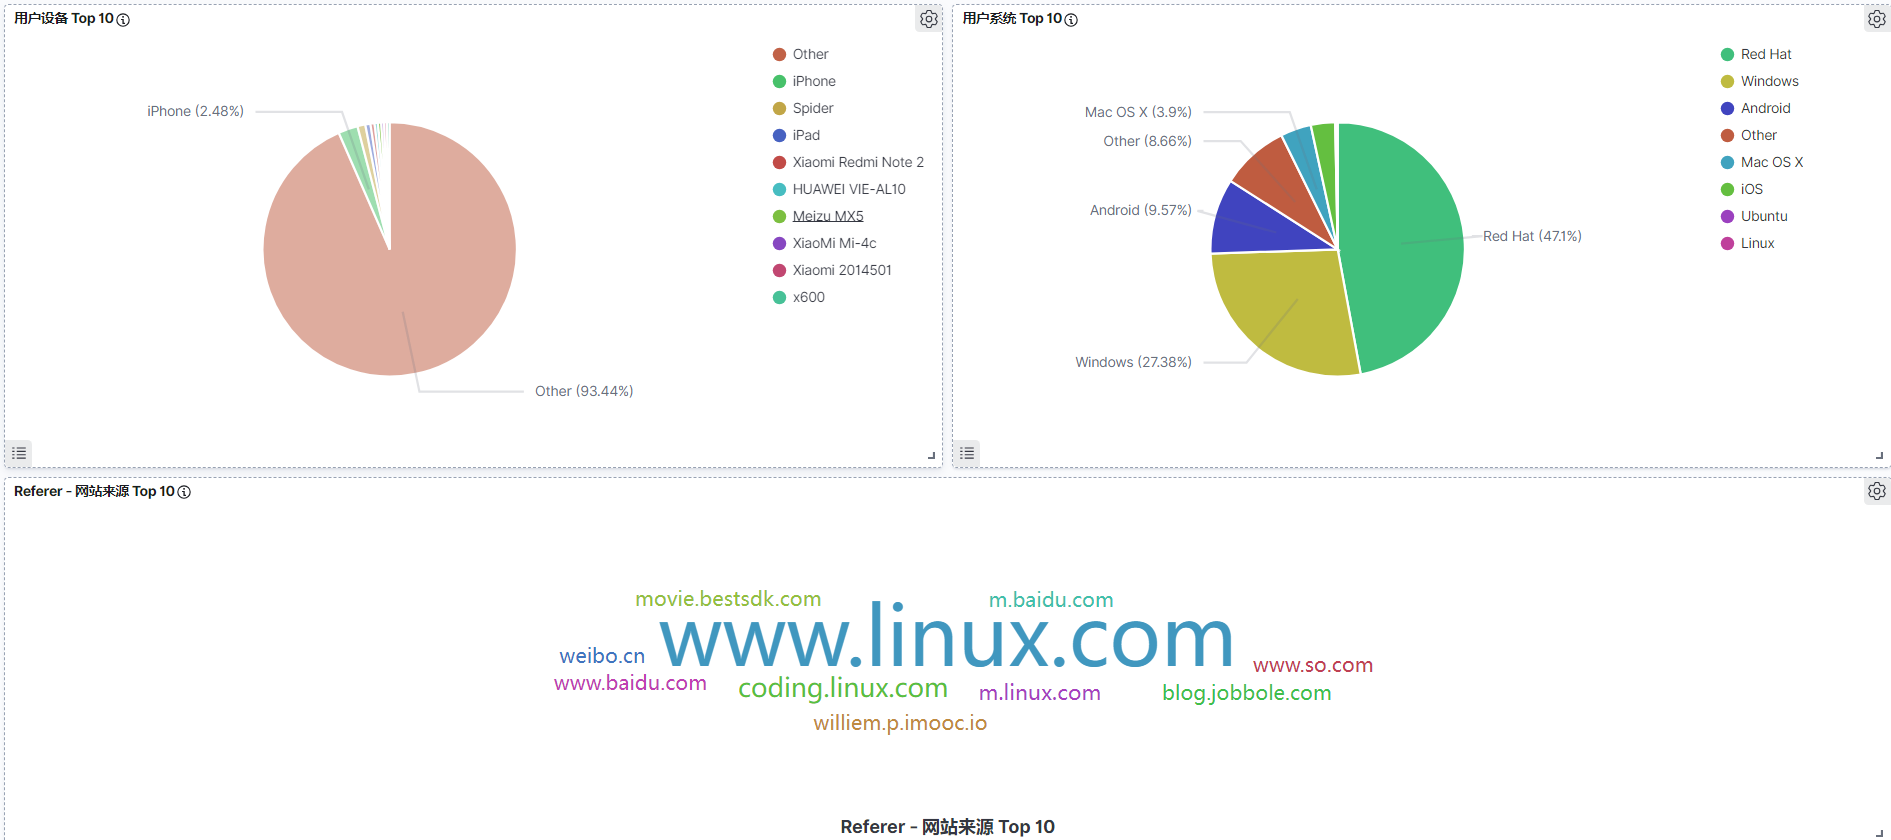 用户设备 Top 10
iPhone (2.48%)
Other (93.44%)
Other
iPhone
Spider
iPad
Xiaomi Redmi Note 2
HUAWEI VIE-AL10
Meizu MX5
XiaoMi Mi-4c
Xiaomi 2014501
x600
用户系统 Top 10
Mac OS X (3.9%)
Other (8.66%)
Android (9.57%)
Red Hat (47.1%)
Windows (27.38%)
Red Hat
Windows
Android
Other
Mac OS X
iOS
Ubuntu
Linux
Referer - 网站来源 Top 10
movie.bestsdk.com
m.baidu.com
www.linux.com
weibo.cn
www.so.com
www.baidu.com
coding.linux.com
m.linux.com
blog.jobbole.com
williem.p.imooc.io
Referer - 网站来源 Top 10